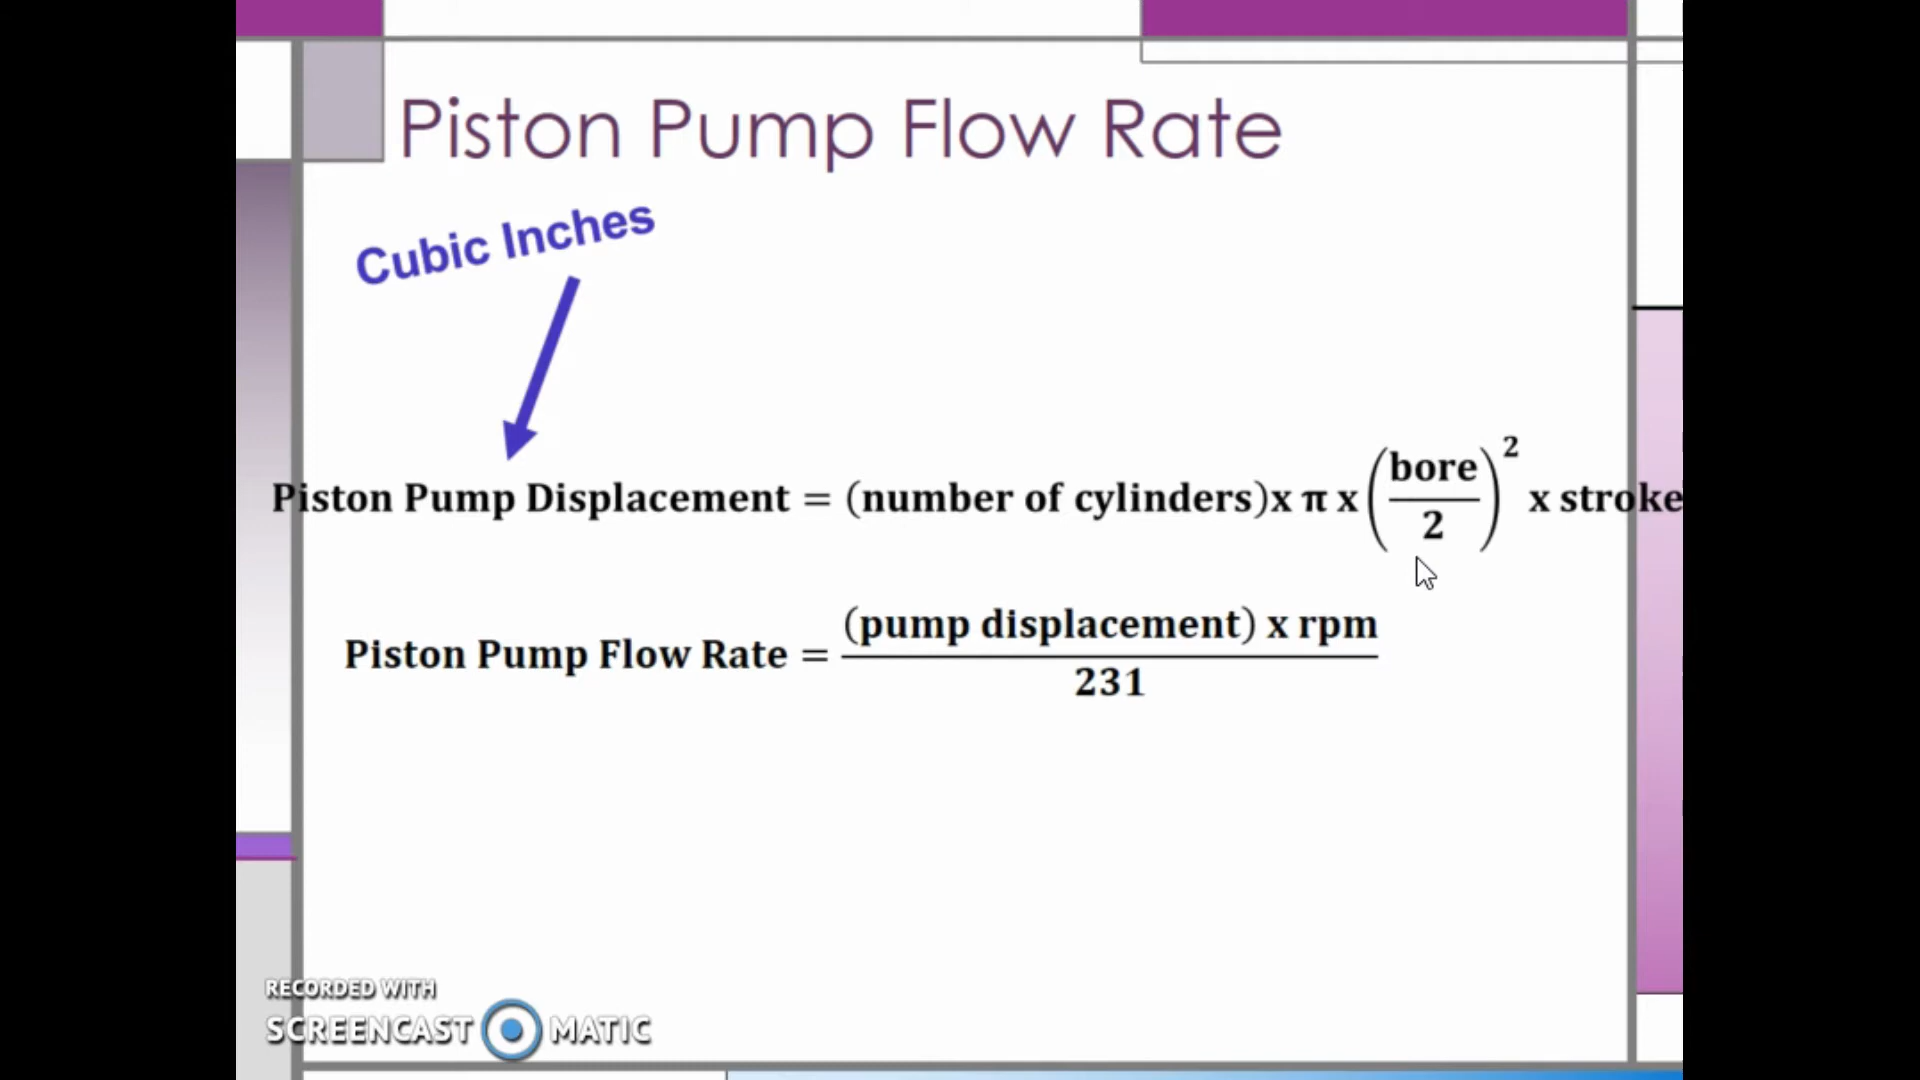 Piston Pump Flow Rate
Cubic Inches
Piston Pump Displacement = (number of cylinders)x π x (bore/2)² x stroke
Piston Pump Flow Rate = (pump displacement) x rpm / 231
RECORDED WITH
SCREENCAST MATIC